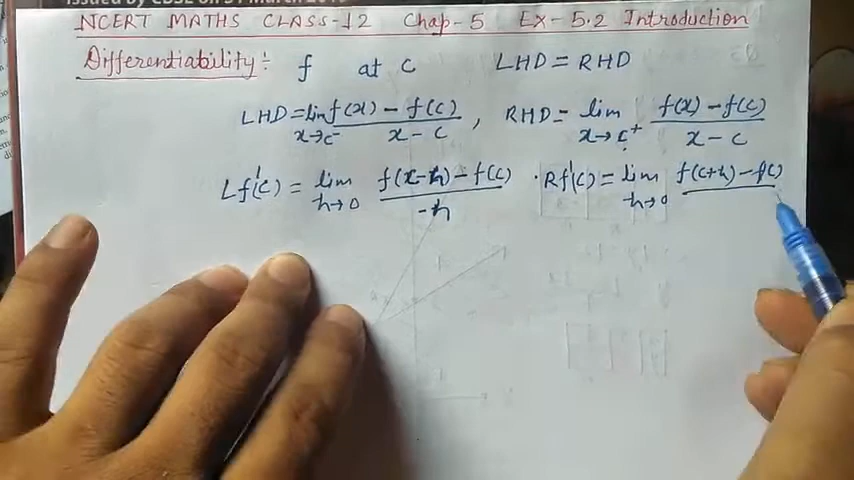 NCERT MATHS CLASS-12 Chap-5 Ex-5.2 Introduction
Differentiability:- f at c LHD = RHD
LHD = lim x→c⁻ f(x) - f(c) / x - c , RHD = lim x→c⁺ f(x) - f(c) / x - c
Lf'(c) = lim h→0 f(x-h) - f(c) / -h . Rf'(c) = lim h→0 f(c+h) - f(c)